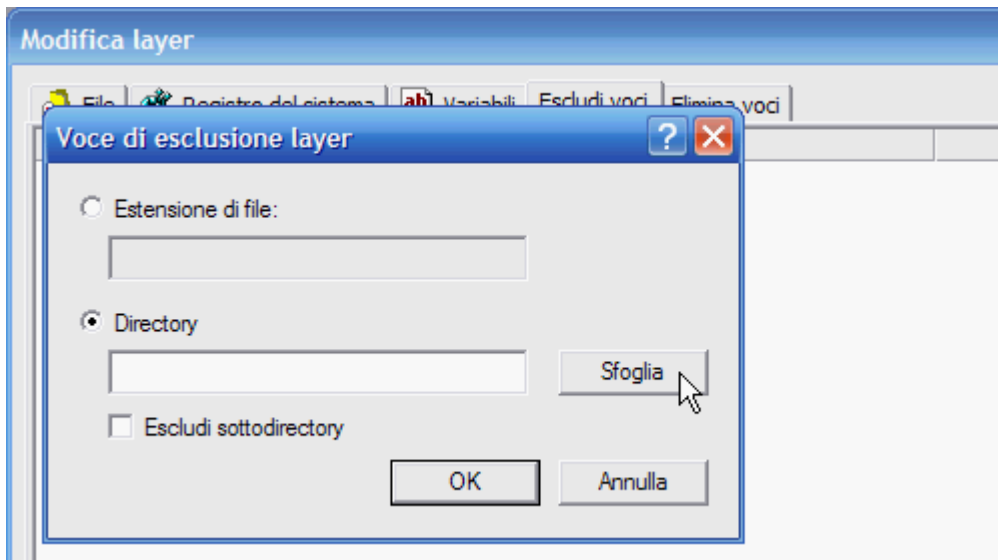 Modifica layer
File Registro del sistema ab Variabili Escludi voci Elimina voci
Voce di esclusione layer ?
Estensione di file:
Directory
Sfoglia
Escludi sottodirectory
OK Annulla